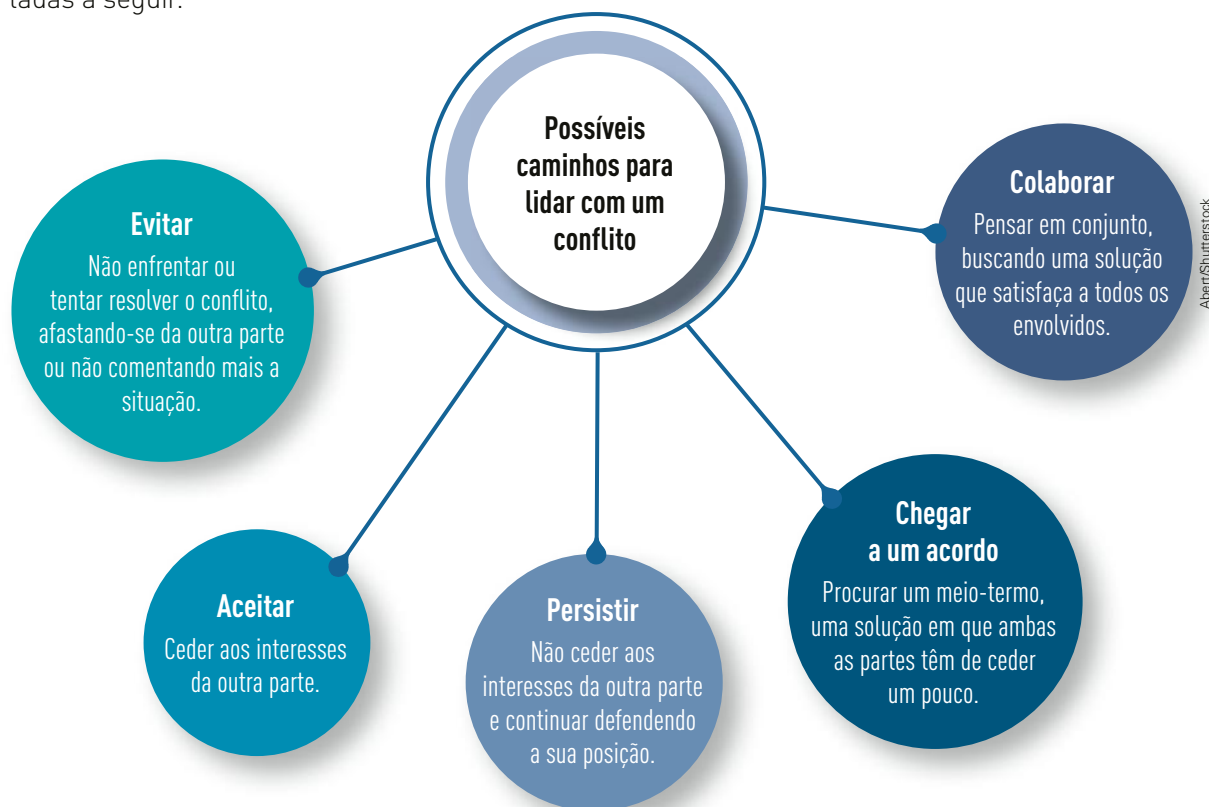 ladas a seguir.
Possíveis
caminhos para
lidar com um
conflito
Evitar
Não enfrentar ou
tentar resolver o conflito,
afastando-se da outra parte
ou não comentando mais a
situação.
Aceitar
Ceder aos interesses
da outra parte.
Persistir
Não ceder aos
interesses da outra parte
e continuar defendendo
a sua posição.
Chegar
a um acordo
Procurar um meio-termo,
uma solução em que ambas
as partes têm de ceder
um pouco.
Colaborar
Pensar em conjunto,
buscando uma solução
que satisfaça a todos os
envolvidos.
Abert/Shutterstock